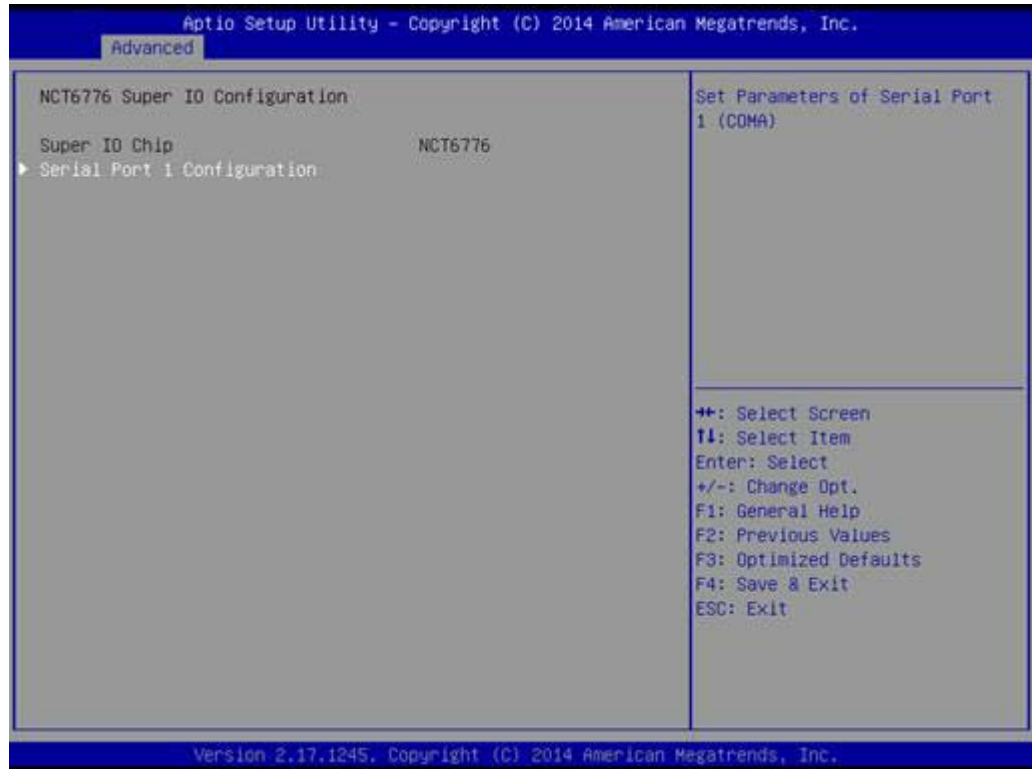 Aptio Setup Utility – Copyright (C) 2014 American Megatrends, Inc.
Advanced
NCT6776 Super IO Configuration
Super IO Chip NCT6776
▶ Serial Port 1 Configuration
Set Parameters of Serial Port
1 (COMA)
→←: Select Screen
↑↓: Select Item
Enter: Select
+/-: Change Opt.
F1: General Help
F2: Previous Values
F3: Optimized Defaults
F4: Save & Exit
ESC: Exit
Version 2.17.1245. Copyright (C) 2014 American Megatrends, Inc.